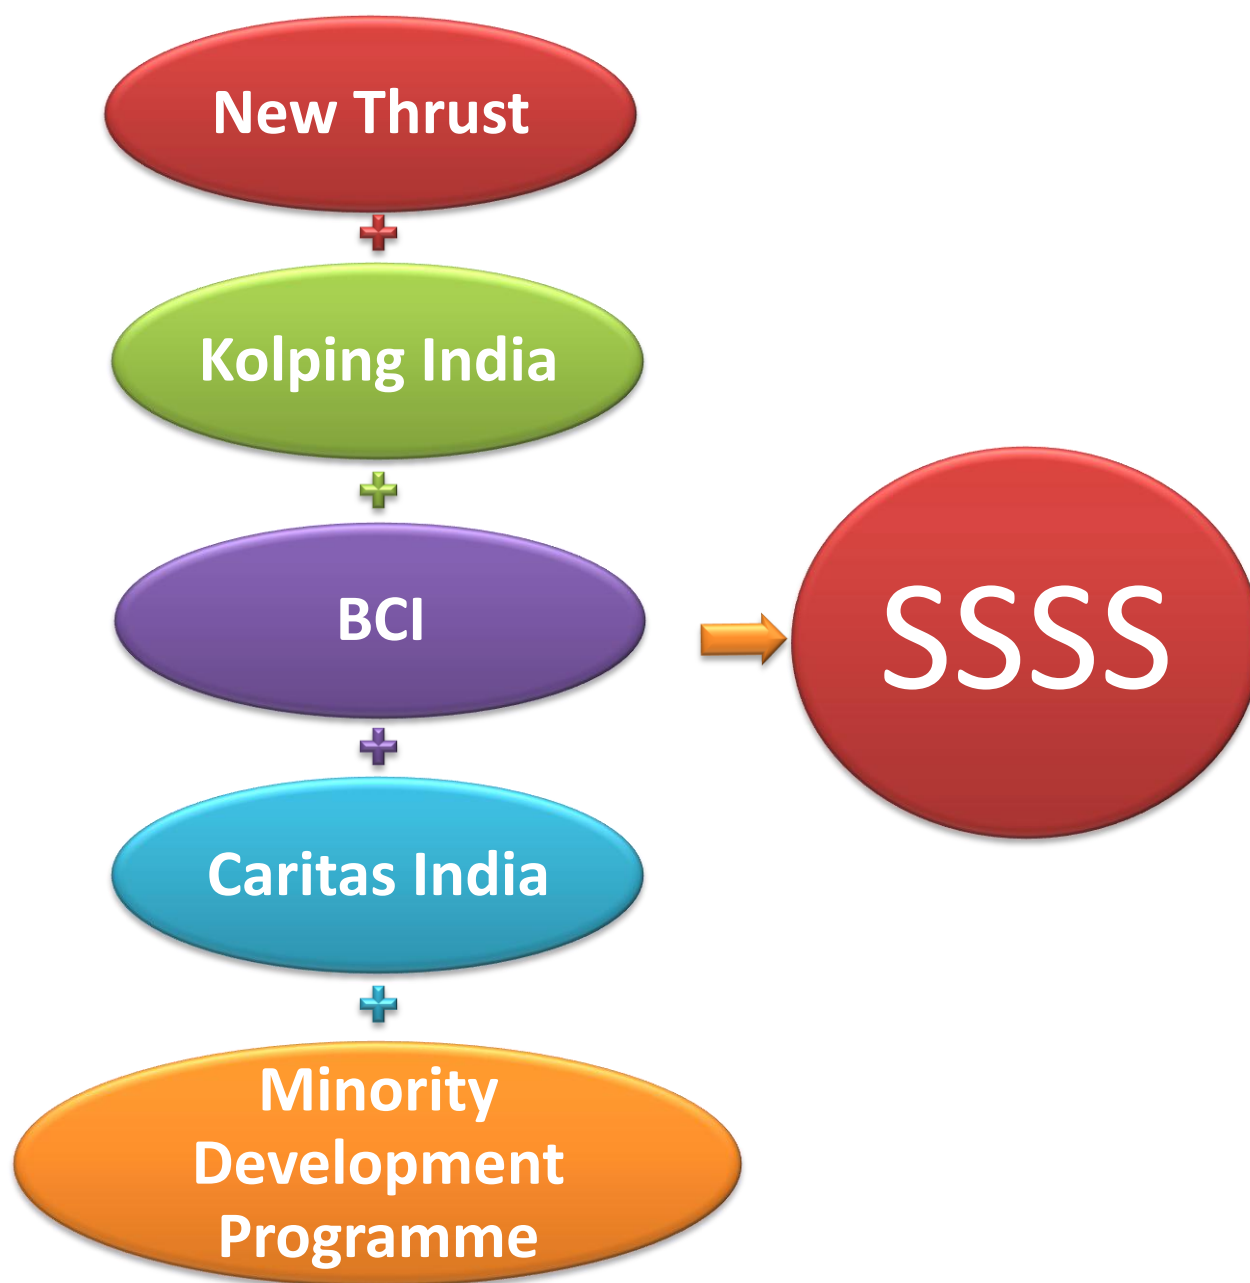 New Thrust
Kolping India
BCI
SSSS
Caritas India
Minority
Development
Programme